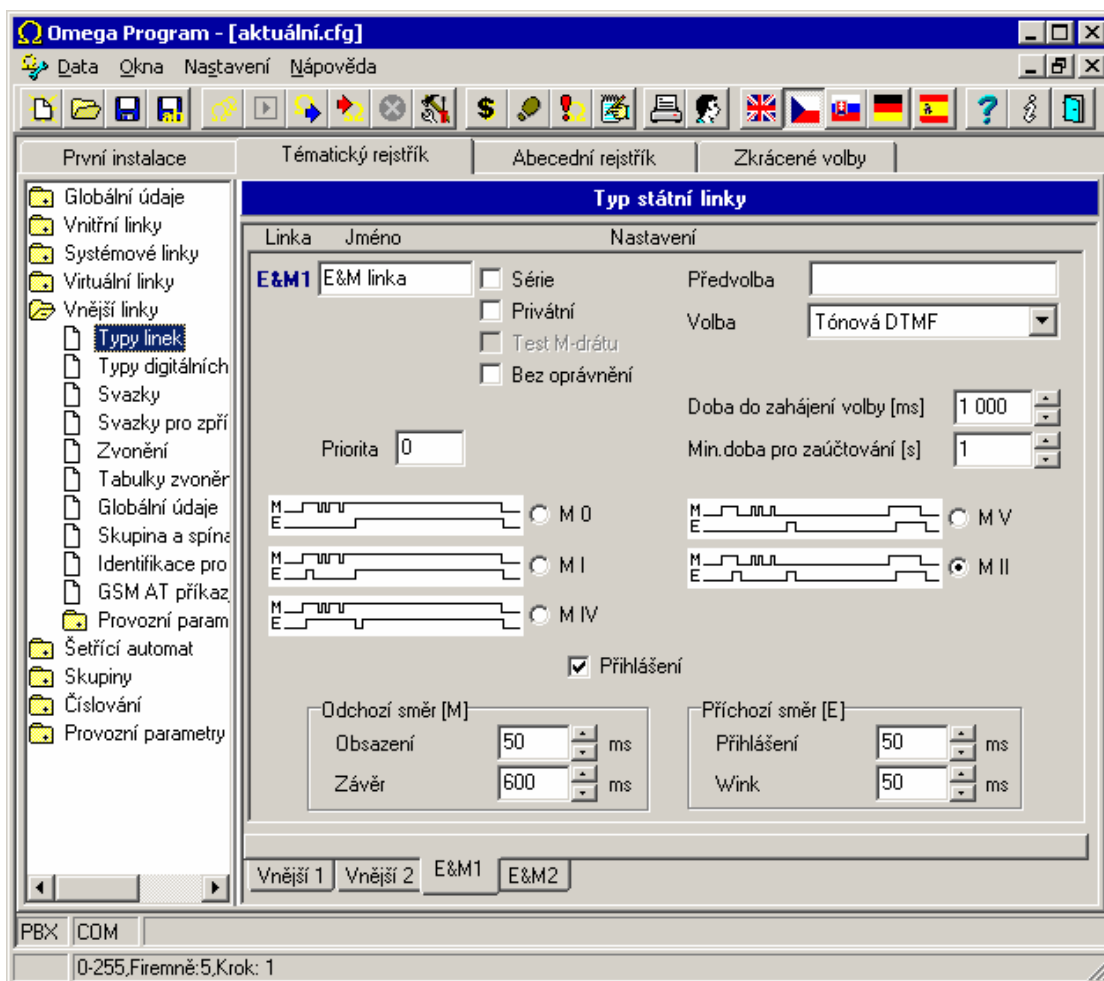 Omega Program - [aktuální.cfg]
Data Okna Nastavení Nápověda
První instalace Tématický rejstřík Abecední rejstřík Zkrácené volby
Globální údaje
Vnitřní linky
Systémové linky
Virtuální linky
Vnější linky
Typy linek
Typy digitálních
Svazky
Svazky pro zpří
Zvonění
Tabulky zvoněn
Globální údaje
Skupina a spína
Identifikace pro
GSM AT příkaz
Provozní param
Šetřící automat
Skupiny
Číslování
Provozní parametry
Typ státní linky
Linka Jméno Nastavení
E&M1 E&M linka Série Předvolba
Privátní Volba Tónová DTMF
Test M-drátu
Bez oprávnění
Doba do zahájení volby [ms] 1 000
Priorita 0 Min.doba pro zaúčtování [s] 1
M E M 0 M E M V
M E M I M E M II
M E M IV
Přihlášení
Odchozí směr [M] Příchozí směr [E]
Obsazení 50 ms Přihlášení 50 ms
Závěr 600 ms Wink 50 ms
Vnější 1 Vnější 2 E&M1 E&M2
PBX COM
0-255,Firemně:5,Krok: 1